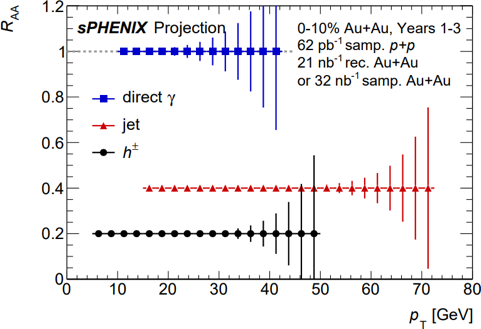 R_AA
1.2
1
0.8
0.6
0.4
0.2
0
sPHENIX Projection
0-10% Au+Au, Years 1-3
62 pb⁻¹ samp. p+p
21 nb⁻¹ rec. Au+Au
or 32 nb⁻¹ samp. Au+Au
direct γ
jet
h±
0 10 20 30 40 50 60 70 80
p_T [GeV]